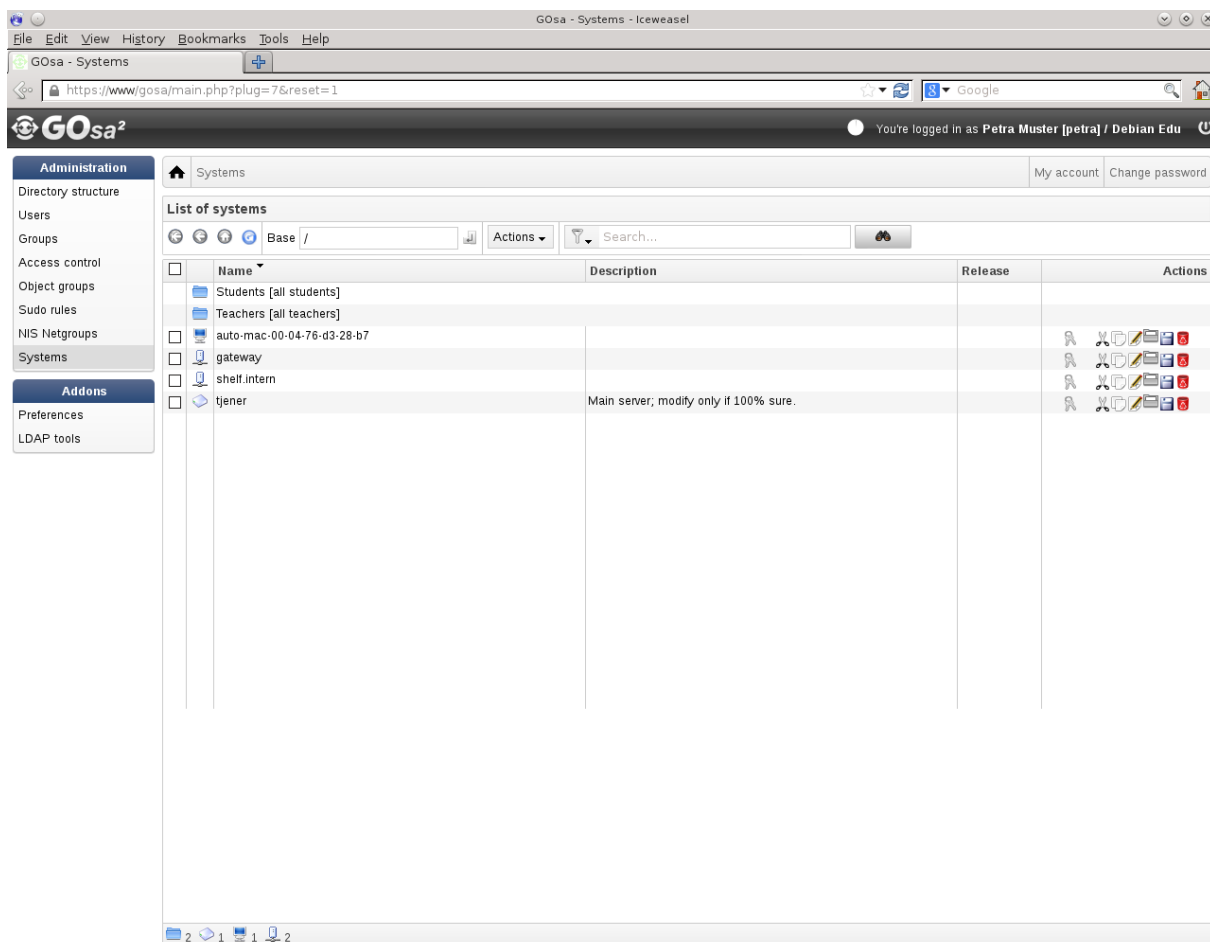 GOsa - Systems - Iceweasel
File Edit View History Bookmarks Tools Help
GOsa - Systems
https://www/gosa/main.php?plug=7&reset=1
Google
GOsa²
You're logged in as Petra Muster [petra] / Debian Edu
Administration
Directory structure
Users
Groups
Access control
Object groups
Sudo rules
NIS Netgroups
Systems
Addons
Preferences
LDAP tools
Systems
My account Change password
List of systems
Base / Actions Search...
Name Description Release Actions
Students [all students]
Teachers [all teachers]
auto-mac-00-04-76-d3-28-b7
gateway
shelf.intern
tjener Main server; modify only if 100% sure.
2 1 1 2